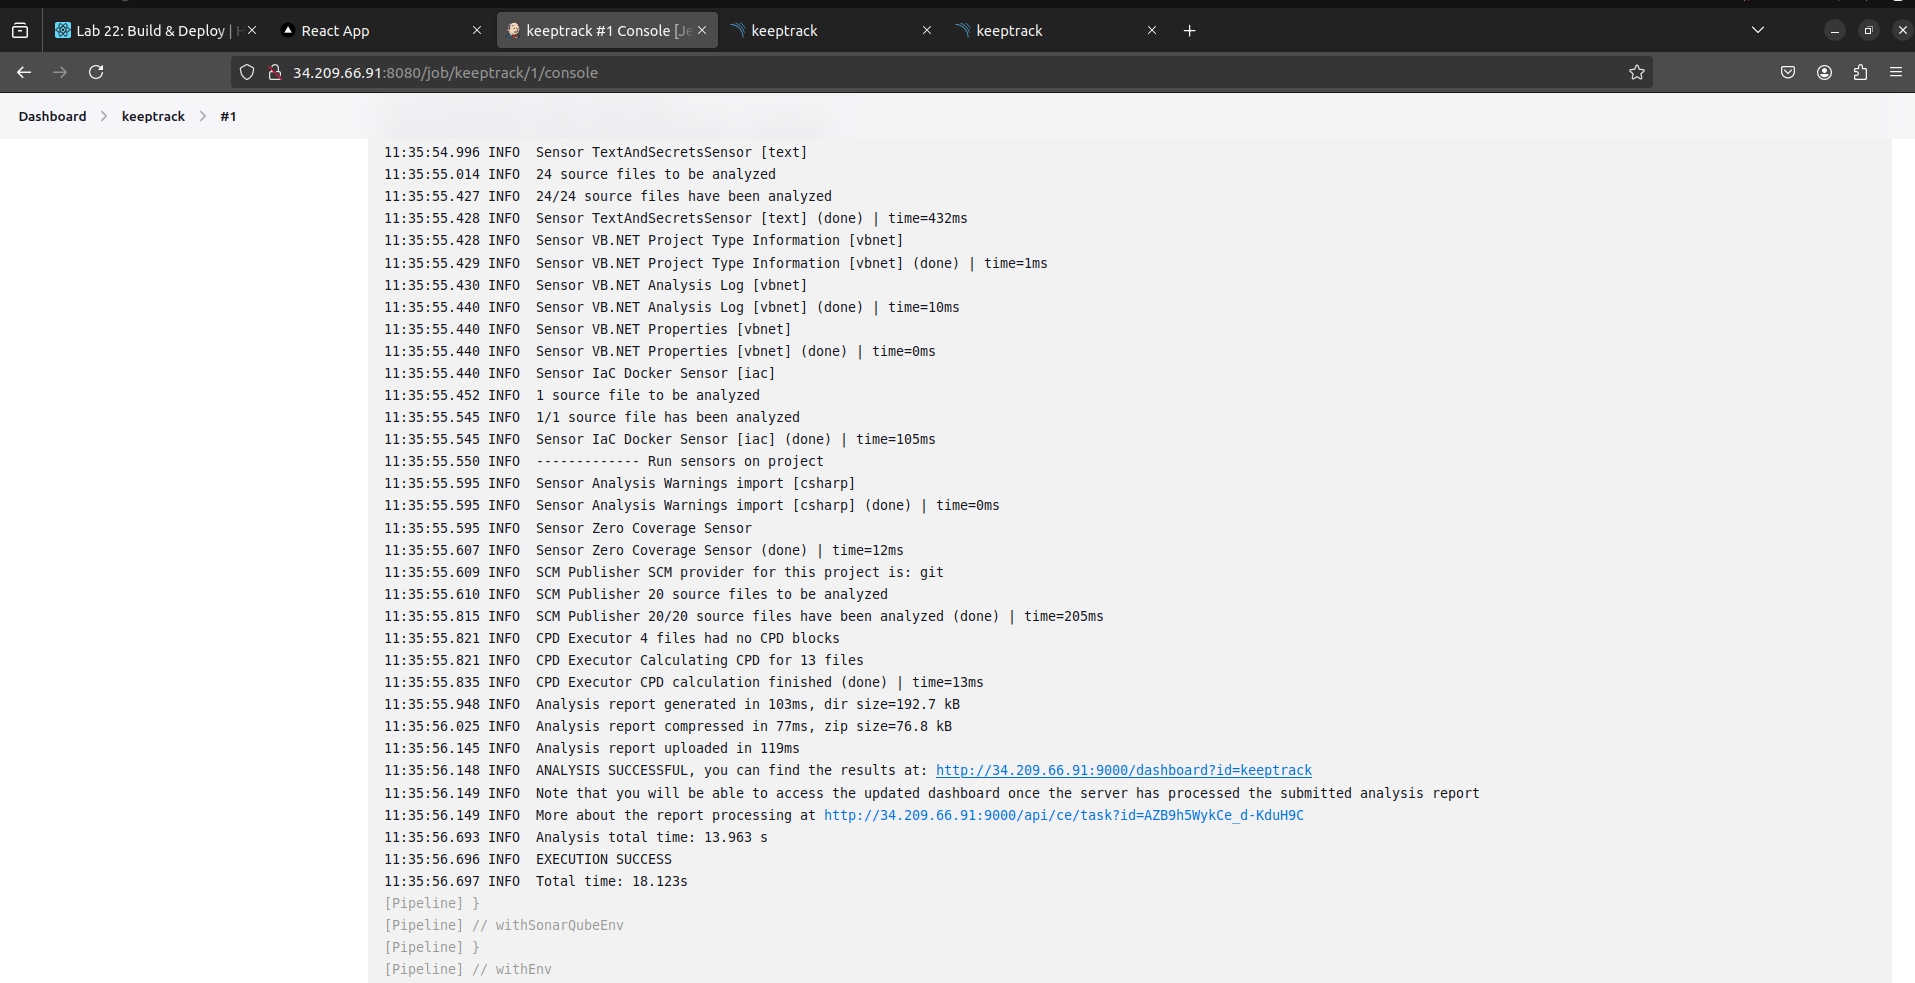 Lab 22: Build & Deploy | H
React App
keeptrack #1 Console [Je
keeptrack
keeptrack
34.209.66.91:8080/job/keeptrack/1/console
Dashboard > keeptrack > #1
11:35:54.996 INFO  Sensor TextAndSecretsSensor [text]
11:35:55.014 INFO  24 source files to be analyzed
11:35:55.427 INFO  24/24 source files have been analyzed
11:35:55.428 INFO  Sensor TextAndSecretsSensor [text] (done) | time=432ms
11:35:55.428 INFO  Sensor VB.NET Project Type Information [vbnet]
11:35:55.429 INFO  Sensor VB.NET Project Type Information [vbnet] (done) | time=1ms
11:35:55.430 INFO  Sensor VB.NET Analysis Log [vbnet]
11:35:55.440 INFO  Sensor VB.NET Analysis Log [vbnet] (done) | time=10ms
11:35:55.440 INFO  Sensor VB.NET Properties [vbnet]
11:35:55.440 INFO  Sensor VB.NET Properties [vbnet] (done) | time=0ms
11:35:55.440 INFO  Sensor IaC Docker Sensor [iac]
11:35:55.452 INFO  1 source file to be analyzed
11:35:55.545 INFO  1/1 source file has been analyzed
11:35:55.545 INFO  Sensor IaC Docker Sensor [iac] (done) | time=105ms
11:35:55.550 INFO  ------------- Run sensors on project
11:35:55.595 INFO  Sensor Analysis Warnings import [csharp]
11:35:55.595 INFO  Sensor Analysis Warnings import [csharp] (done) | time=0ms
11:35:55.595 INFO  Sensor Zero Coverage Sensor
11:35:55.607 INFO  Sensor Zero Coverage Sensor (done) | time=12ms
11:35:55.609 INFO  SCM Publisher SCM provider for this project is: git
11:35:55.610 INFO  SCM Publisher 20 source files to be analyzed
11:35:55.815 INFO  SCM Publisher 20/20 source files have been analyzed (done) | time=205ms
11:35:55.821 INFO  CPD Executor 4 files had no CPD blocks
11:35:55.821 INFO  CPD Executor Calculating CPD for 13 files
11:35:55.835 INFO  CPD Executor CPD calculation finished (done) | time=13ms
11:35:55.948 INFO  Analysis report generated in 103ms, dir size=192.7 kB
11:35:56.025 INFO  Analysis report compressed in 77ms, zip size=76.8 kB
11:35:56.145 INFO  Analysis report uploaded in 119ms
11:35:56.148 INFO  ANALYSIS SUCCESSFUL, you can find the results at: http://34.209.66.91:9000/dashboard?id=keeptrack
11:35:56.149 INFO  Note that you will be able to access the updated dashboard once the server has processed the submitted analysis report
11:35:56.149 INFO  More about the report processing at http://34.209.66.91:9000/api/ce/task?id=AZB9h5WykCe_d-KduH9C
11:35:56.693 INFO  Analysis total time: 13.963 s
11:35:56.696 INFO  EXECUTION SUCCESS
11:35:56.697 INFO  Total time: 18.123s
[Pipeline] }
[Pipeline] // withSonarQubeEnv
[Pipeline] }
[Pipeline] // withEnv